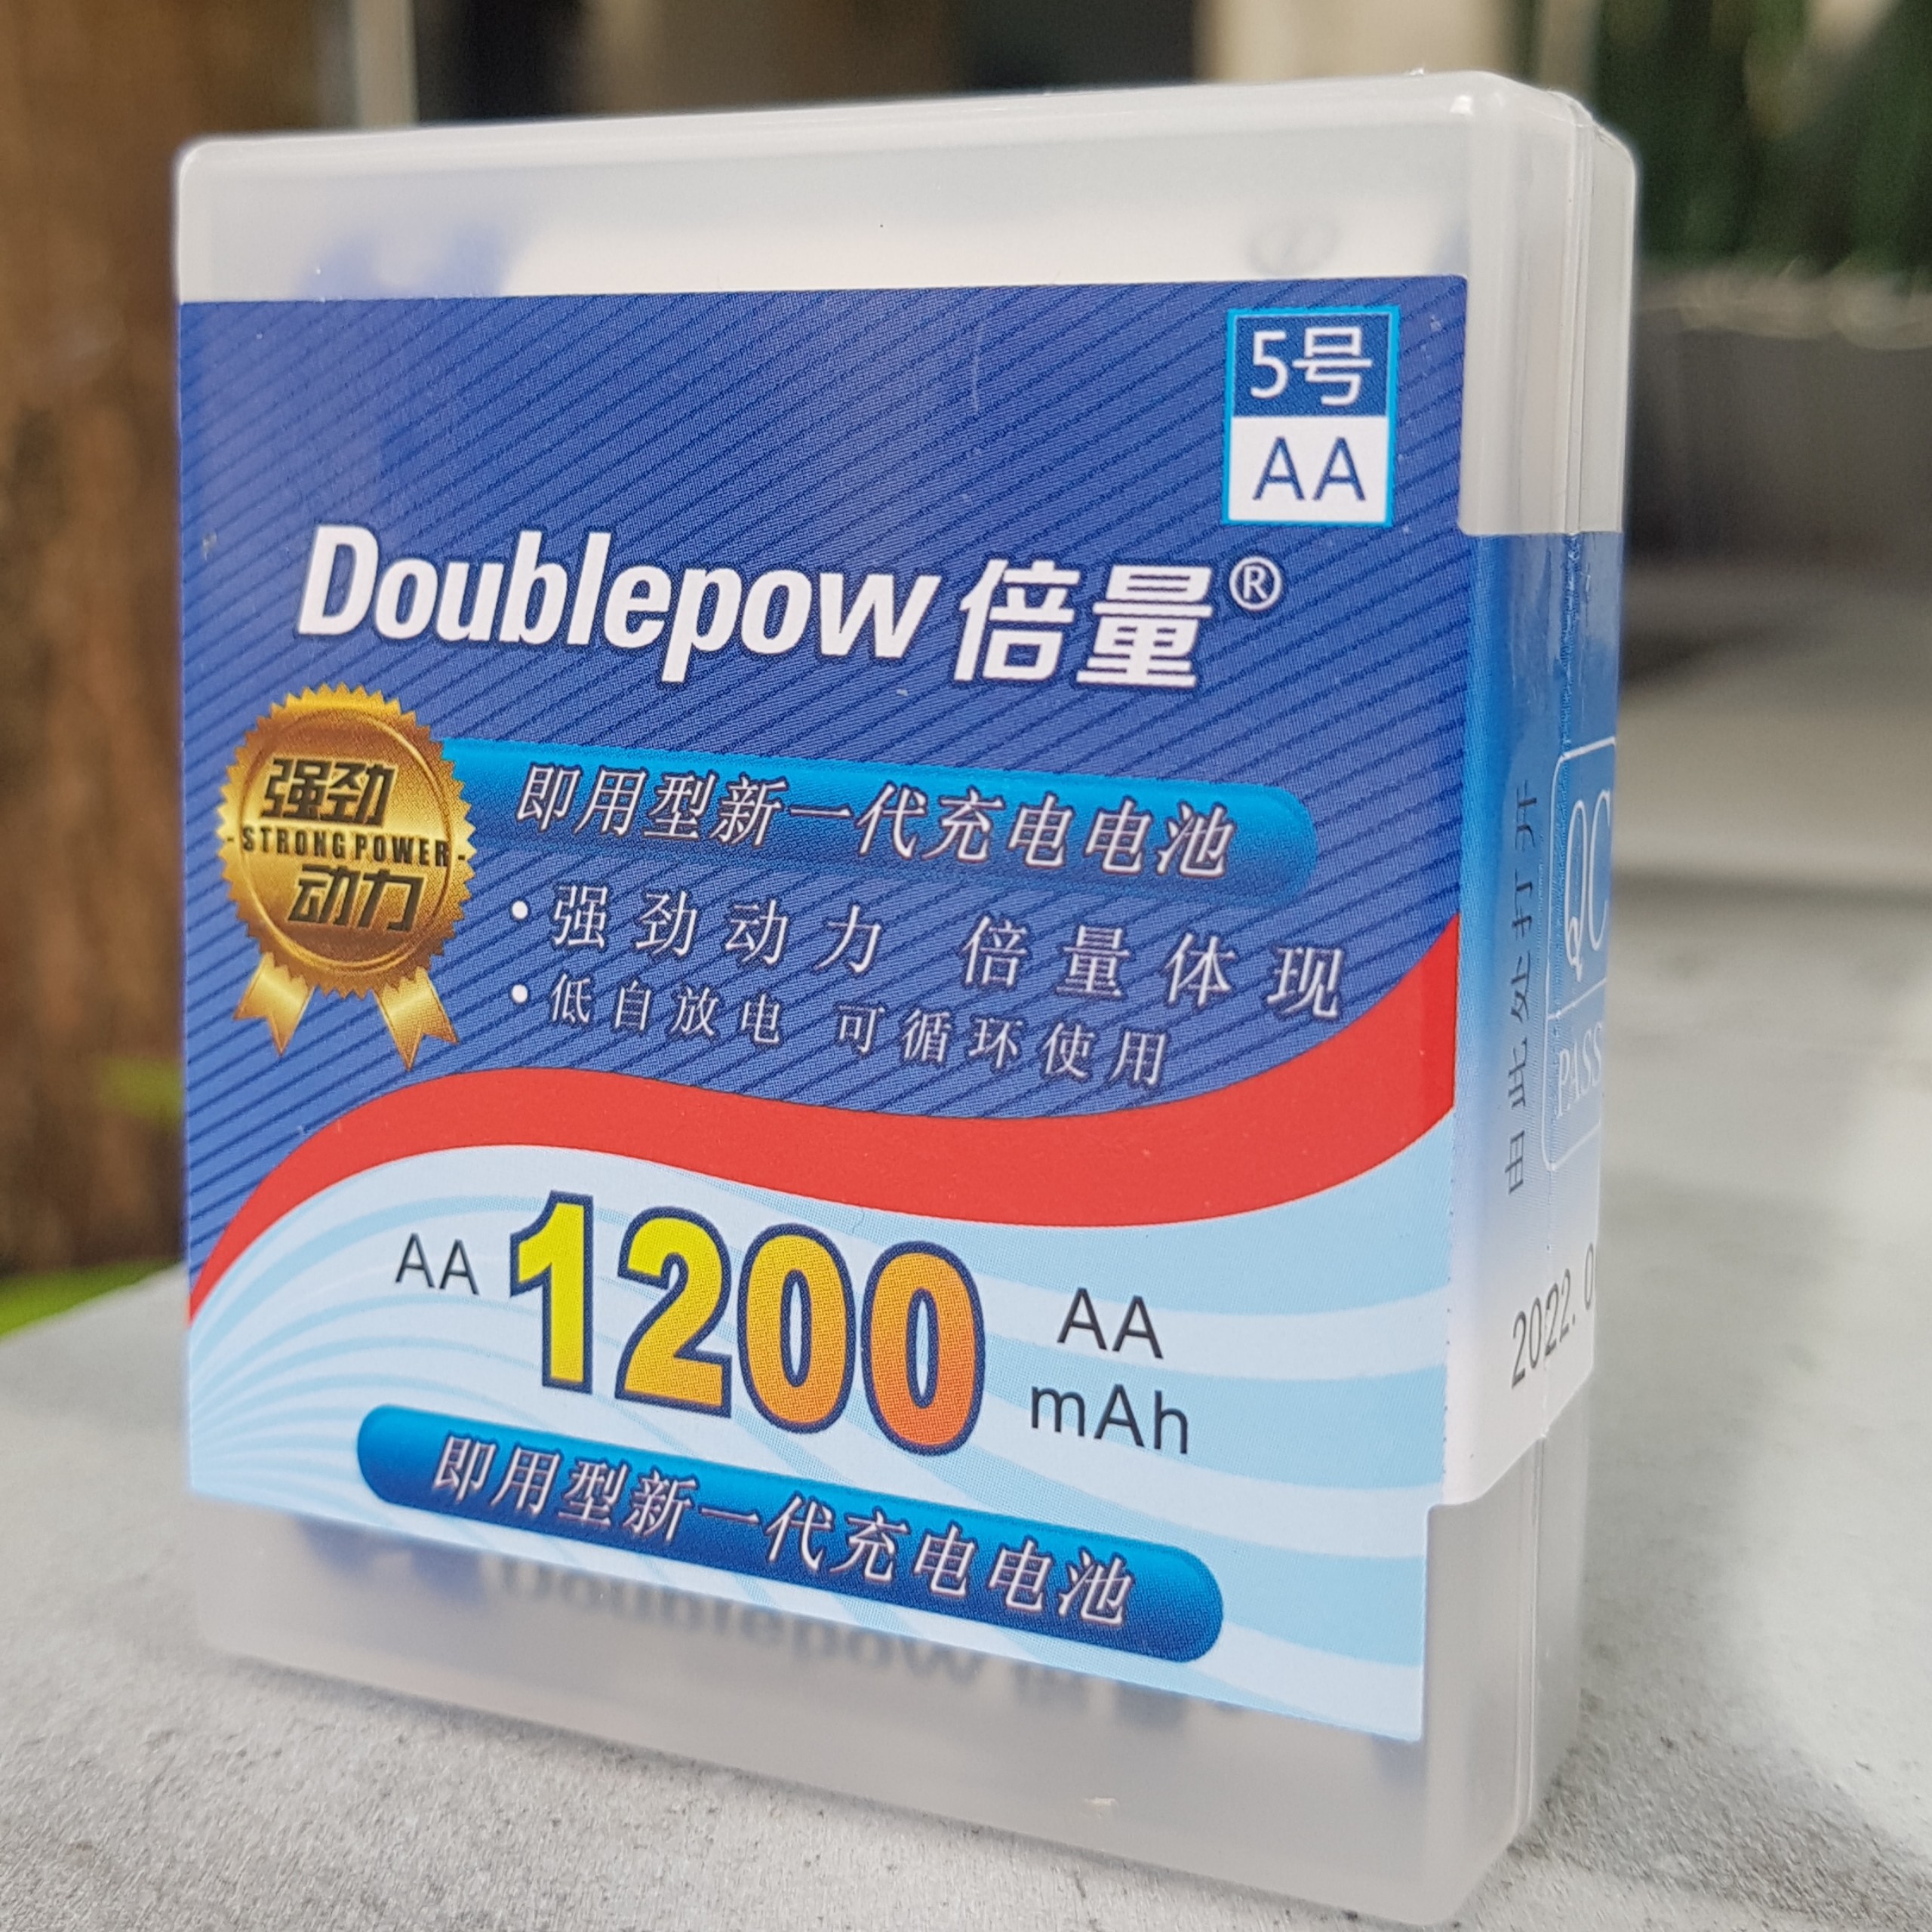 5号
AA
Doublepow 倍量®
强劲
-STRONG POWER-
动力
即用型新一代充电电池
•强劲动力 倍量体现
•低自放电 可循环使用
AA 1200 AA
mAh
即用型新一代充电电池
由此处打开
QC
PASS
2022.0
Doublepow